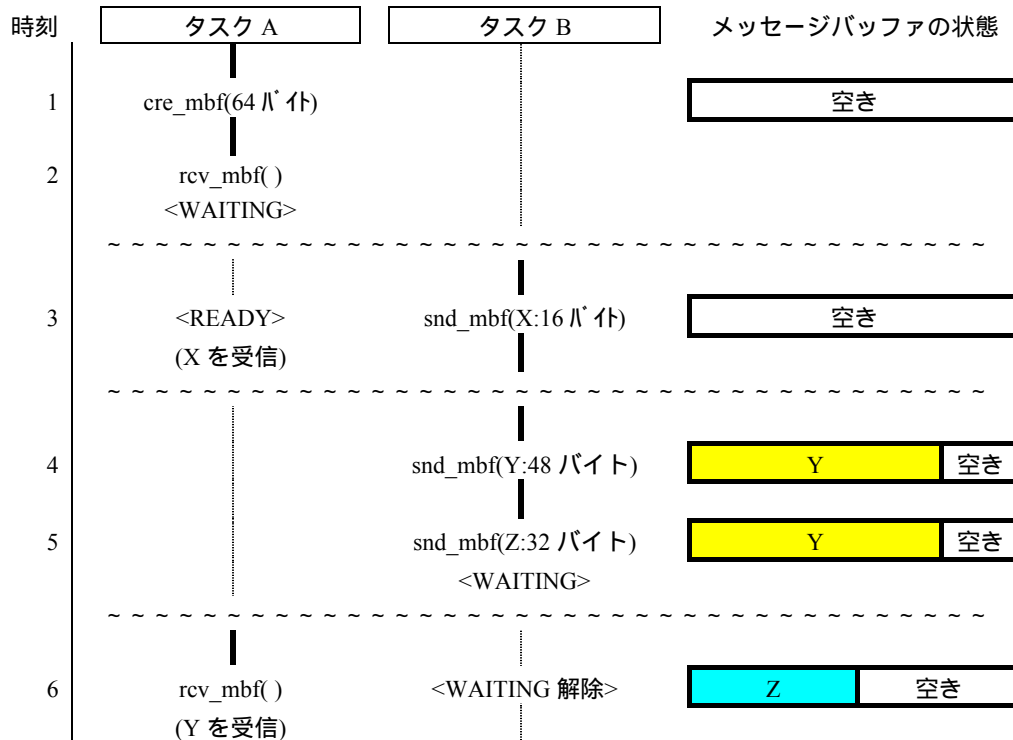 時刻 タスク A タスク B メッセージバッファの状態
1 cre_mbf(64 バイト) 空き
2 rcv_mbf( )
<WAITING>
~ ~ ~ ~ ~ ~ ~ ~ ~ ~ ~ ~ ~ ~ ~ ~ ~ ~ ~ ~ ~ ~ ~ ~ ~ ~ ~ ~ ~ ~ ~ ~ ~ ~ ~ ~ ~
3 <READY> snd_mbf(X:16 バイト) 空き
(X を受信)
~ ~ ~ ~ ~ ~ ~ ~ ~ ~ ~ ~ ~ ~ ~ ~ ~ ~ ~ ~ ~ ~ ~ ~ ~ ~ ~ ~ ~ ~ ~ ~ ~ ~ ~ ~ ~
4 snd_mbf(Y:48 バイト) Y 空き
5 snd_mbf(Z:32 バイト) Y 空き
<WAITING>
~ ~ ~ ~ ~ ~ ~ ~ ~ ~ ~ ~ ~ ~ ~ ~ ~ ~ ~ ~ ~ ~ ~ ~ ~ ~ ~ ~ ~ ~ ~ ~ ~ ~ ~ ~ ~
6 rcv_mbf( ) <WAITING 解除> Z 空き
(Y を受信)